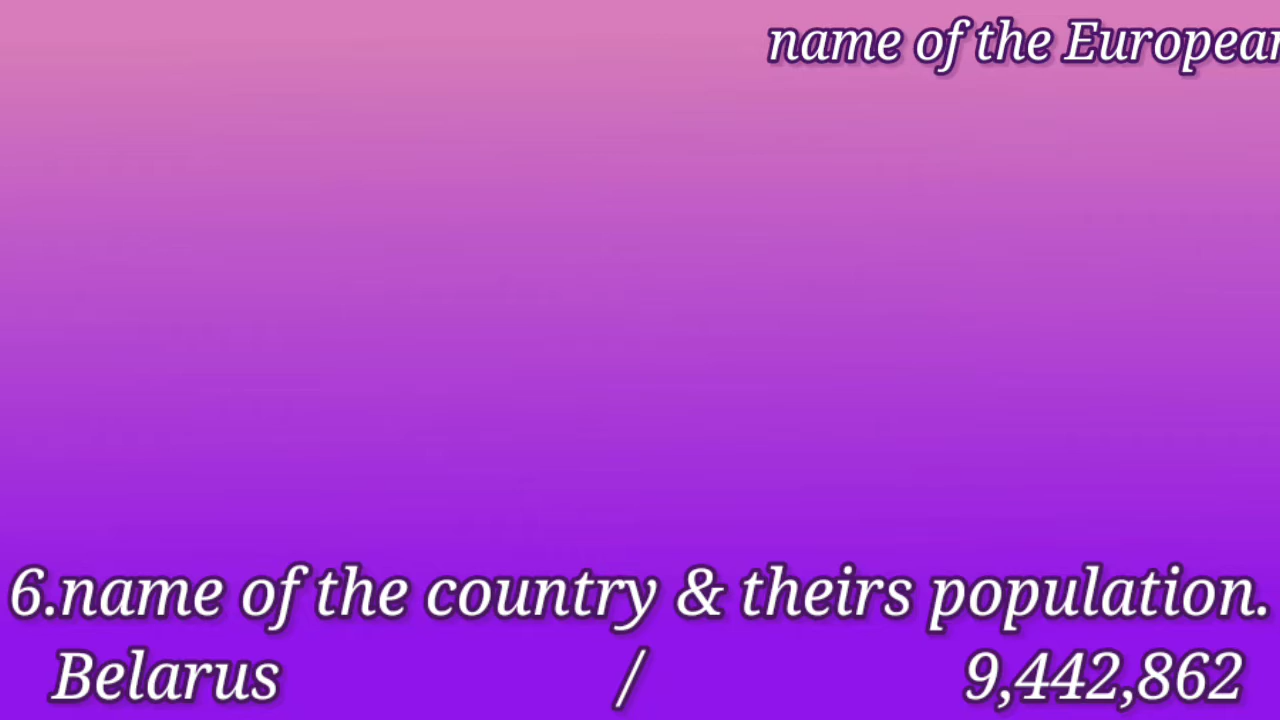 name of the European
6.name of the country & theirs population.
Belarus / 9,442,862